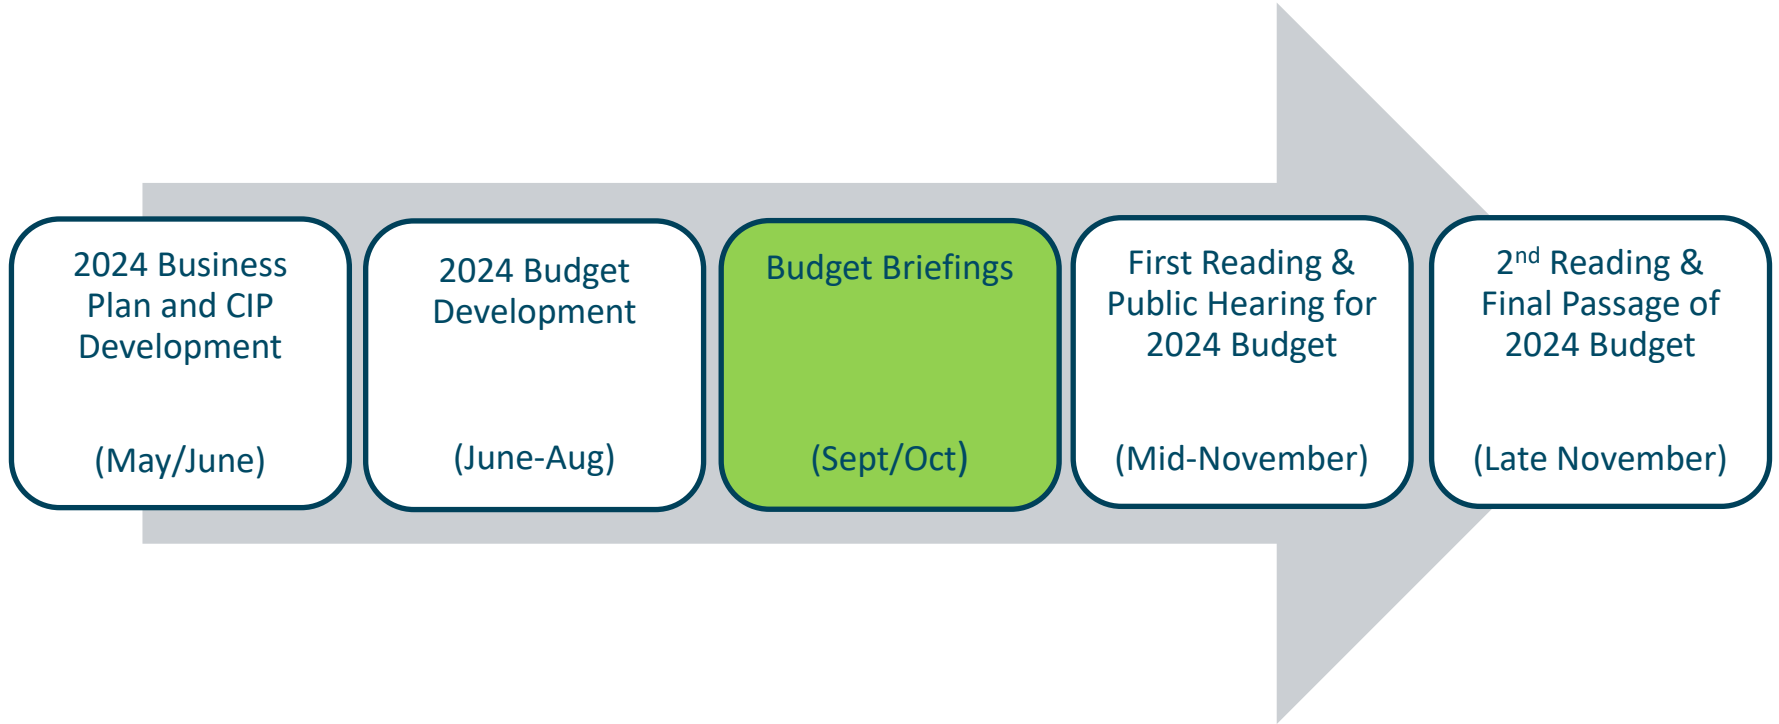 2024 Business
Plan and CIP
Development
(May/June)
2024 Budget
Development
(June-Aug)
Budget Briefings
(Sept/Oct)
First Reading &
Public Hearing for
2024 Budget
(Mid-November)
2nd Reading &
Final Passage of
2024 Budget
(Late November)